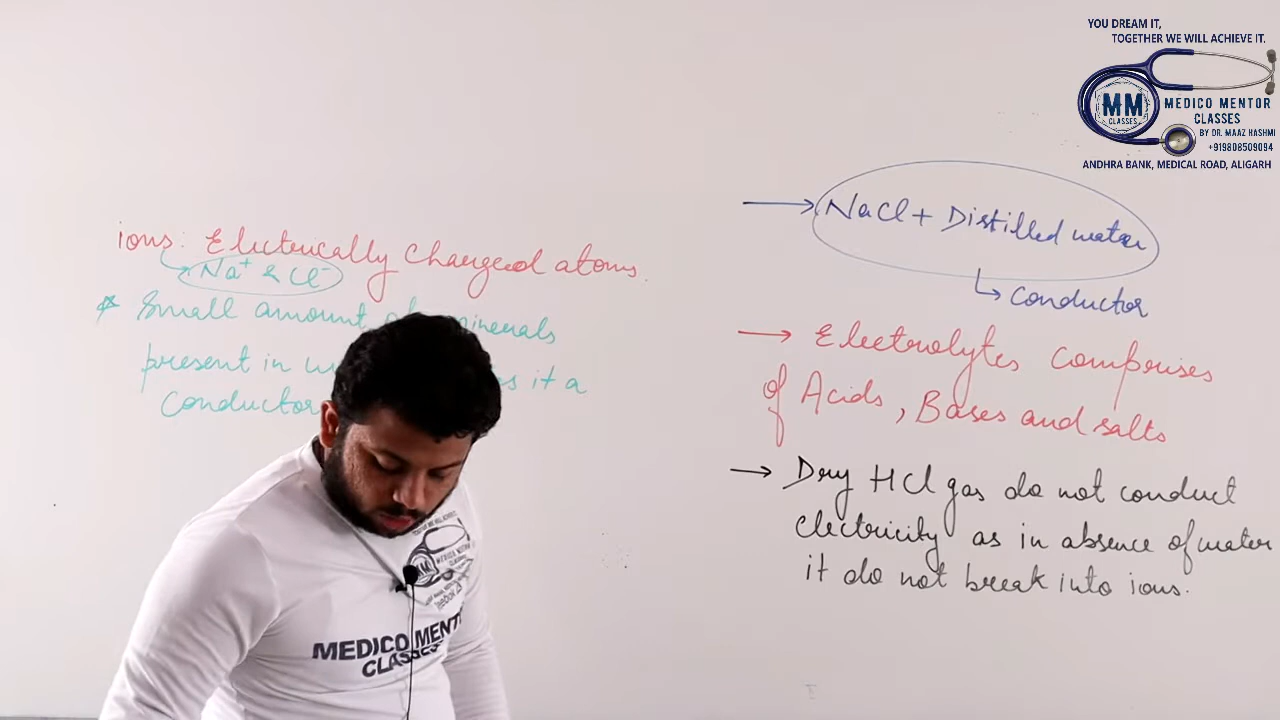 YOU DREAM IT,
TOGETHER WE WILL ACHIEVE IT.
MM
CLASSES
MEDICO MENTOR
CLASSES
BY DR. MAAZ HASHMI
+919808509094
ANDHRA BANK, MEDICAL ROAD, ALIGARH
ions: Electrically Charged atoms.
Na⁺ & Cl⁻
* Small amount of minerals
present in it a
Conductor
→ NaCl + Distilled water
↳ Conductor
→ Electrolytes comprises
of Acids, Bases and salts
→ Dry HCl gas do not conduct
electricity as in absence of water
it do not break into ions.
MEDICO MENT
CLASSES